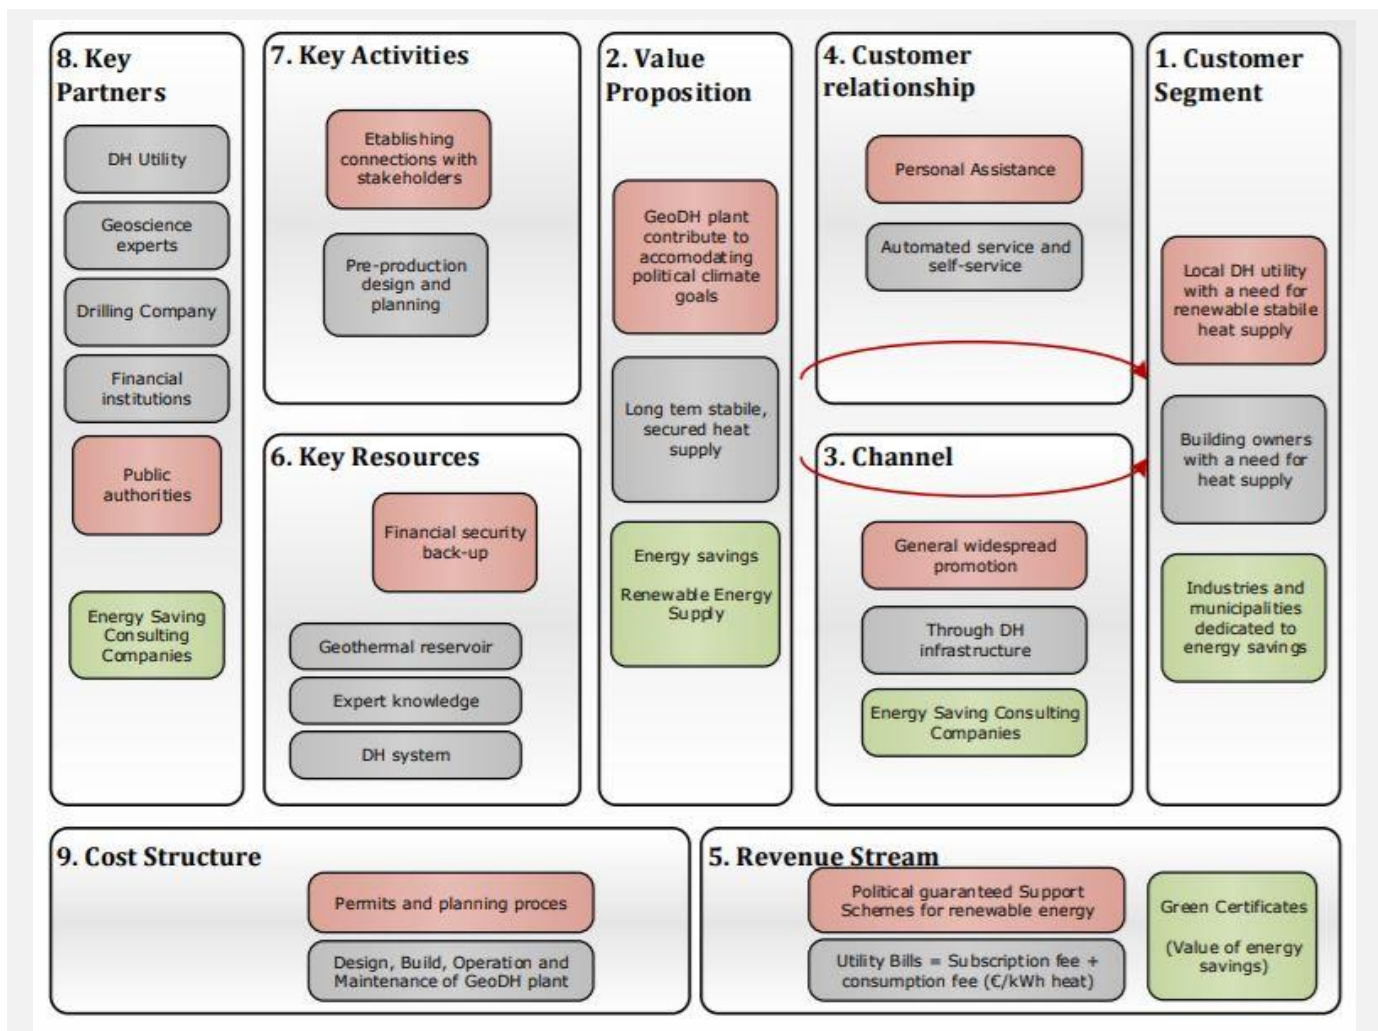 8. Key
Partners
DH Utility
Geoscience
experts
Drilling Company
Financial
institutions
Public
authorities
Energy Saving
Consulting
Companies
7. Key Activities
Etablishing
connections with
stakeholders
Pre-production
design and
planning
6. Key Resources
Financial security
back-up
Geothermal reservoir
Expert knowledge
DH system
2. Value
Proposition
GeoDH plant
contribute to
accomodating
political climate
goals
Long tem stabile,
secured heat
supply
Energy savings
Renewable Energy
Supply
4. Customer
relationship
Personal Assistance
Automated service and
self-service
3. Channel
General widespread
promotion
Through DH
infrastructure
Energy Saving Consulting
Companies
1. Customer
Segment
Local DH utility
with a need for
renewable stabile
heat supply
Building owners
with a need for
heat supply
Industries and
municipalities
dedicated to
energy savings
9. Cost Structure
Permits and planning proces
Design, Build, Operation and
Maintenance of GeoDH plant
5. Revenue Stream
Political guaranteed Support
Schemes for renewable energy
Utility Bills = Subscription fee +
consumption fee (€/kWh heat)
Green Certificates
(Value of energy
savings)